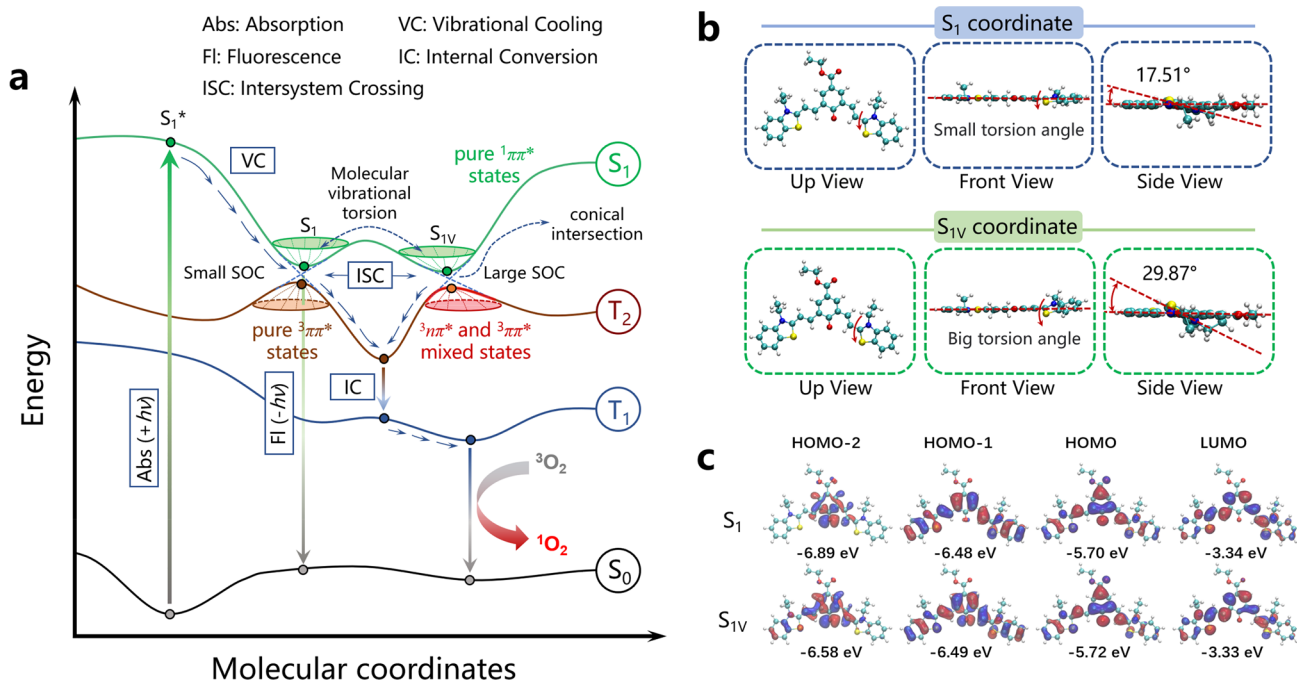 Abs: Absorption
VC: Vibrational Cooling
Fl: Fluorescence
IC: Internal Conversion
ISC: Intersystem Crossing
a
S₁*
VC
Molecular
vibrational
torsion
pure ¹ππ*
states
S₁
S₁
S₁ᵥ
conical
intersection
Small SOC
ISC
Large SOC
T₂
pure ³ππ*
states
³nπ* and ³ππ*
mixed states
IC
T₁
Abs (+ hν)
Fl (- hν)
³O₂
¹O₂
S₀
Energy
Molecular coordinates
b
S₁ coordinate
17.51°
Small torsion angle
Up View
Front View
Side View
S₁ᵥ coordinate
29.87°
Big torsion angle
Up View
Front View
Side View
c
HOMO-2
HOMO-1
HOMO
LUMO
S₁
-6.89 eV
-6.48 eV
-5.70 eV
-3.34 eV
S₁ᵥ
-6.58 eV
-6.49 eV
-5.72 eV
-3.33 eV